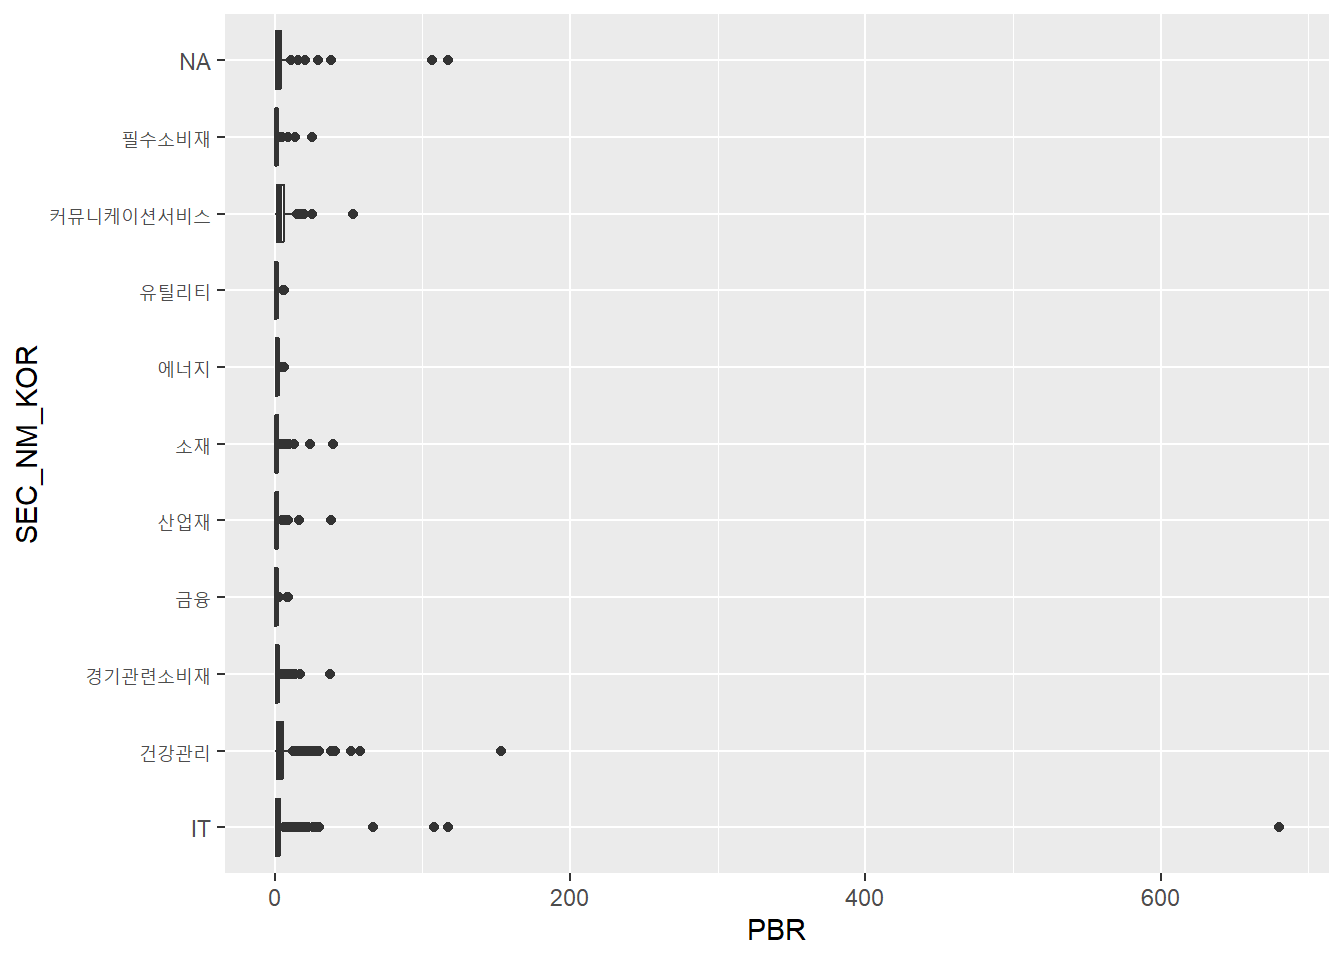 NA
필수소비재
커뮤니케이션서비스
유틸리티
에너지
소재
산업재
금융
경기관련소비재
건강관리
IT
SEC_NM_KOR
0 200 400 600
PBR